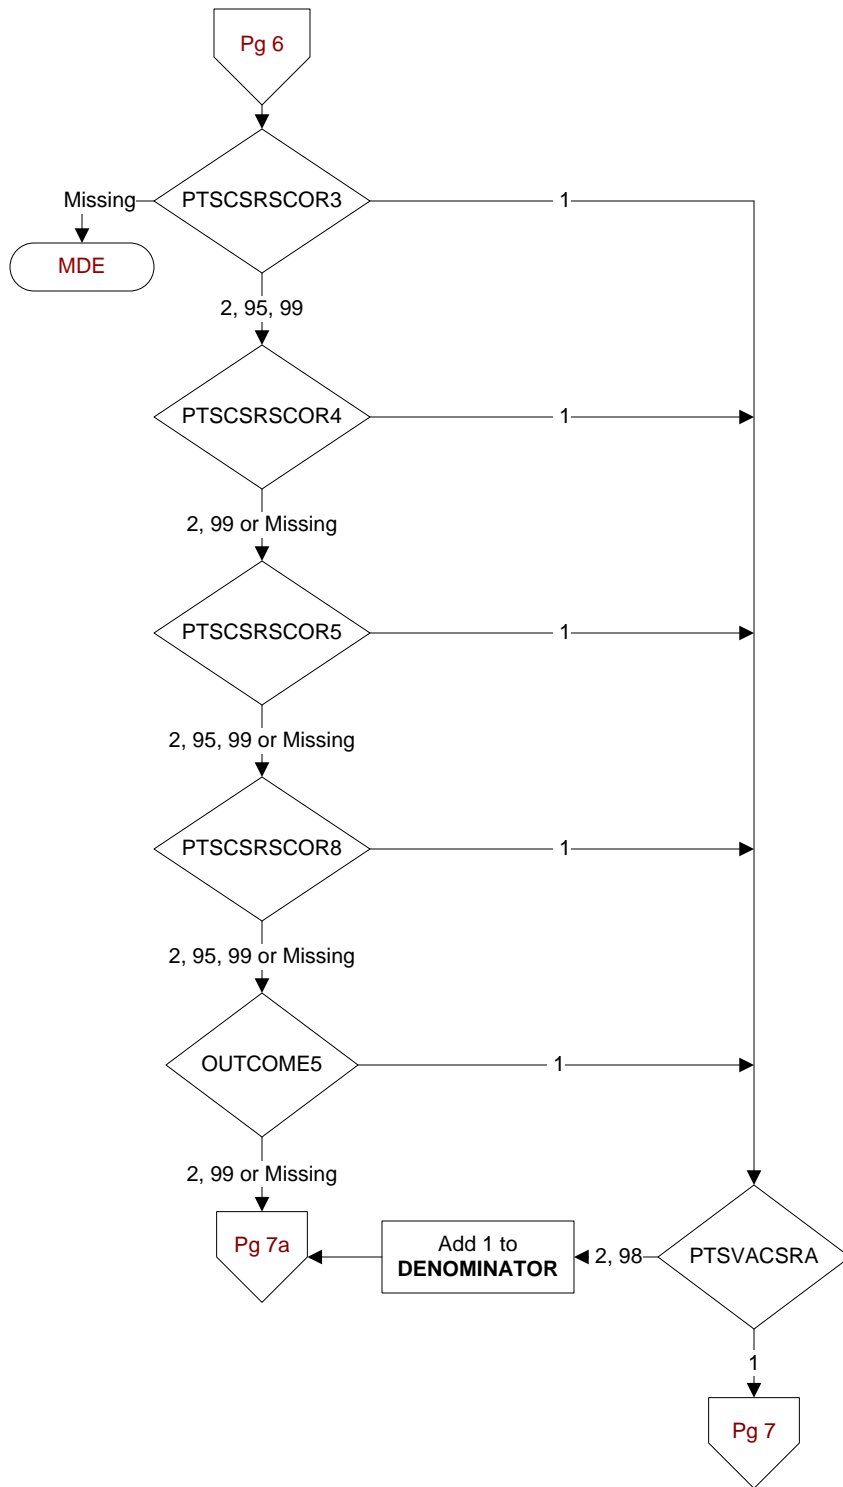 Pg 6
PTSCSRSCOR3
Missing
1
MDE
2, 95, 99
PTSCSRSCOR4
1
2, 99 or Missing
PTSCSRSCOR5
1
2, 95, 99 or Missing
PTSCSRSCOR8
1
2, 95, 99 or Missing
OUTCOME5
1
2, 99 or Missing
Pg 7a
Add 1 to
DENOMINATOR
2, 98
PTSVACSRA
1
Pg 7